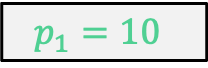 p₁ = 10